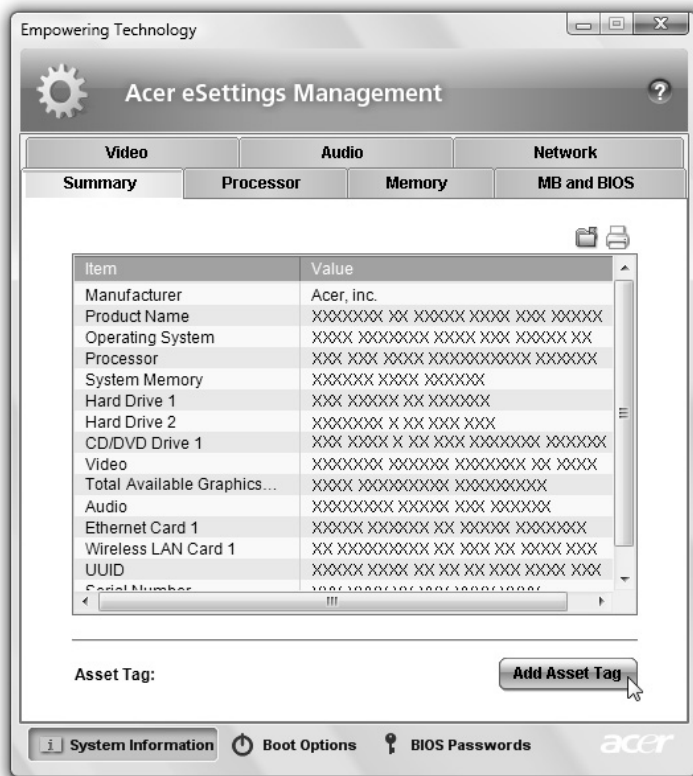 Empowering Technology
Acer eSettings Management
?
Video Audio Network
Summary Processor Memory MB and BIOS
Item Value
Manufacturer Acer, inc.
Product Name XXXXXXX XX XXXXX XXXX XXX XXXXX
Operating System XXXX XXXXXXX XXXX XXX XXXXX XX
Processor XXX XXX XXXX XXXXXXXXXX XXXXXX
System Memory XXXXXX XXXX XXXXXX
Hard Drive 1 XXX XXXXX XX XXXXXX
Hard Drive 2 XXXXXXX X XX XXX XXX
CD/DVD Drive 1 XXX XXXX X XX XXX XXXXXXX XXXXXX
Video XXXXXXX XXXXXXX XXXXXXX XX XXXX
Total Available Graphics... XXXX XXXXXXXXX XXXXXXXXX
Audio XXXXXXXX XXXXX XXX XXXXXX
Ethernet Card 1 XXXXX XXXXXX XX XXXXX XXXXXXX
Wireless LAN Card 1 XX XXXXXXXXX XX XXX XX XXXX XXX
UUID XXXXX XXXX XX XX XX XXX XXXX XXX
Serial Number
Asset Tag: Add Asset Tag
System Information Boot Options BIOS Passwords acer